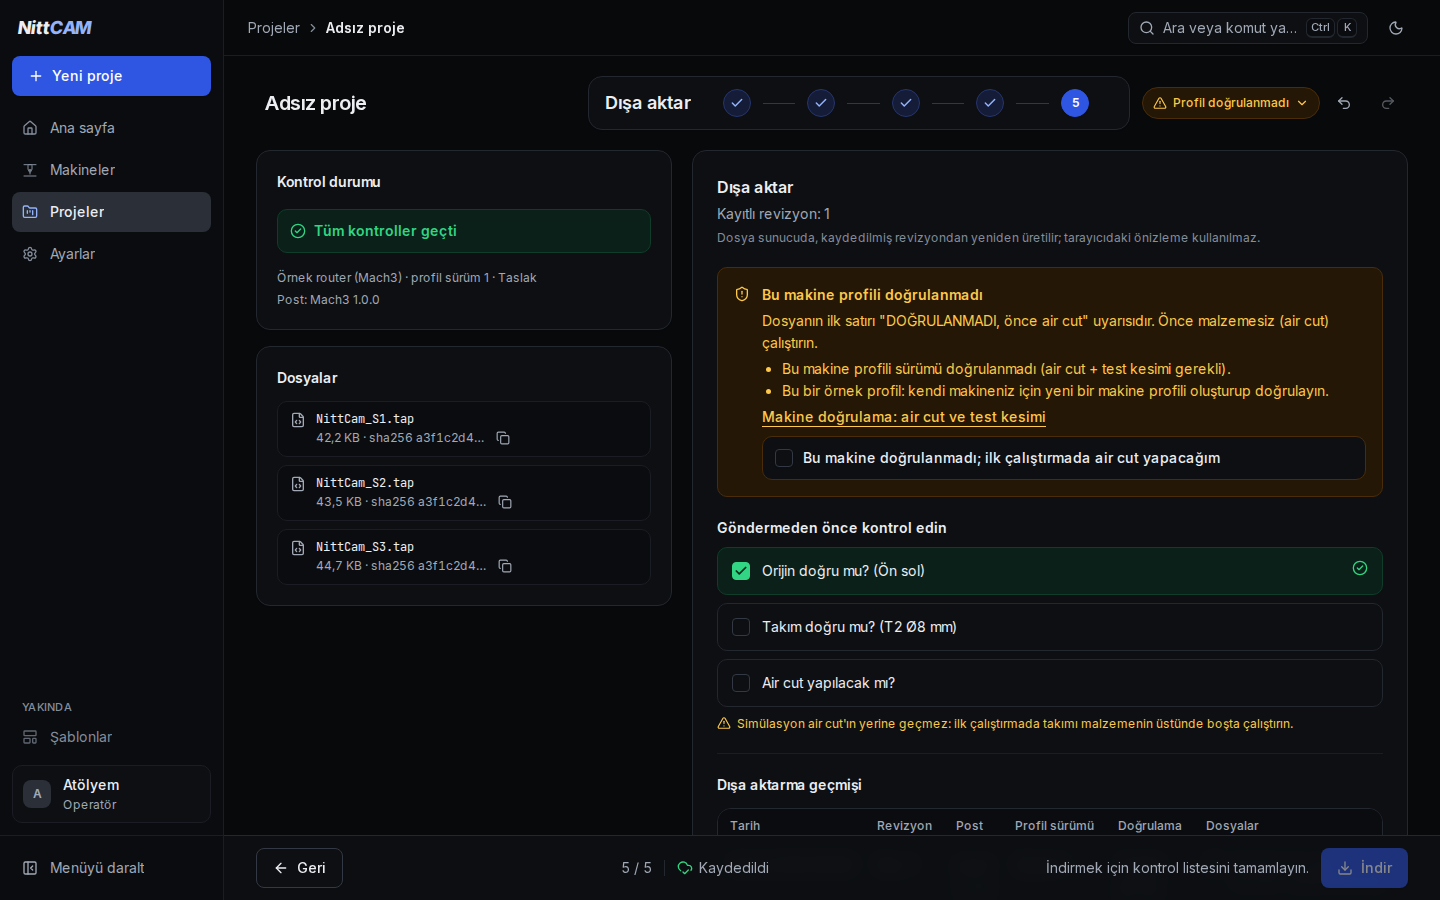 NittCAM
Yeni proje
Ana sayfa
Makineler
Projeler
Ayarlar
YAKINDA
Şablonlar
A
Atölyem
Operatör
Menüyü daralt
Projeler > Adsız proje
Ara veya komut ya... Ctrl K
Adsız proje
Dışa aktar
5
Profil doğrulanmadı
Kontrol durumu
Tüm kontroller geçti
Örnek router (Mach3) · profil sürüm 1 · Taslak
Post: Mach3 1.0.0
Dosyalar
NittCam_S1.tap
42,2 KB · sha256 a3f1c2d4...
NittCam_S2.tap
43,5 KB · sha256 a3f1c2d4...
NittCam_S3.tap
44,7 KB · sha256 a3f1c2d4...
Dışa aktar
Kayıtlı revizyon: 1
Dosya sunucuda, kaydedilmiş revizyondan yeniden üretilir; tarayıcıdaki önizleme kullanılmaz.
Bu makine profili doğrulanmadı
Dosyanın ilk satırı "DOĞRULANMADI, önce air cut" uyarısıdır. Önce malzemesiz (air cut)
çalıştırın.
• Bu makine profili sürümü doğrulanmadı (air cut + test kesimi gerekli).
• Bu bir örnek profil: kendi makineniz için yeni bir makine profili oluşturup doğrulayın.
Makine doğrulama: air cut ve test kesimi
Bu makine doğrulanmadı; ilk çalıştırmada air cut yapacağım
Göndermeden önce kontrol edin
Orijin doğru mu? (Ön sol)
Takım doğru mu? (T2 Ø8 mm)
Air cut yapılacak mı?
Simülasyon air cut'ın yerine geçmez: ilk çalıştırmada takımı malzemenin üstünde boşta çalıştırın.
Dışa aktarma geçmişi
Tarih Revizyon Post Profil sürümü Doğrulama Dosyalar
Geri
5 / 5
Kaydedildi
İndirmek için kontrol listesini tamamlayın.
İndir